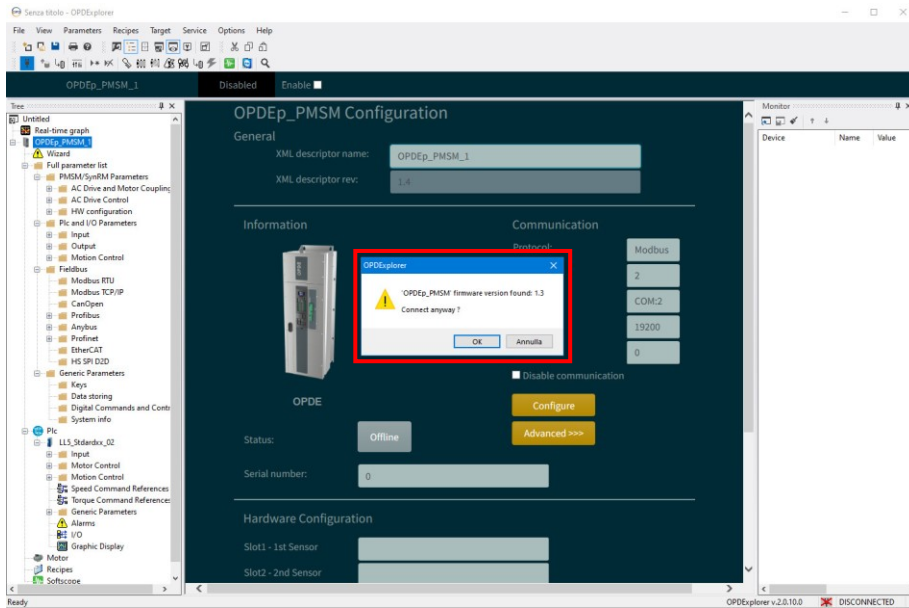 Senza titolo - OPDExplorer
File View Parameters Recipes Target Service Options Help
OPDEp_PMSM_1
Disabled
Enable
Tree
Untitled
Real-time graph
OPDEp_PMSM_1
Wizard
Full parameter list
PMSM/SynRM Parameters
AC Drive and Motor Coupling
AC Drive Control
HW configuration
Plc and I/O Parameters
Input
Output
Motion Control
Fieldbus
Modbus RTU
Modbus TCP/IP
CanOpen
Profibus
Anybus
Profinet
EtherCAT
HS SPI D2D
Generic Parameters
Keys
Data storing
Digital Commands and Contr
System info
Plc
LL5_Stdardxx_02
Input
Motor Control
Motion Control
Speed Command References
Torque Command References
Generic Parameters
Alarms
I/O
Graphic Display
Motor
Recipes
Softscope
OPDEp_PMSM Configuration
General
XML descriptor name: OPDEp_PMSM_1
XML descriptor rev: 1.4
Information
OPDE
Status: Offline
Serial number: 0
Communication
Protocol: Modbus
2
COM:2
19200
0
Disable communication
Configure
Advanced >>>
Hardware Configuration
Slot1 - 1st Sensor
Slot2 - 2nd Sensor
OPDExplorer
'OPDEp_PMSM' firmware version found: 1.3
Connect anyway ?
OK Annulla
Monitor
Device Name Value
Ready
OPDExplorer v.2.0.10.0 DISCONNECTED